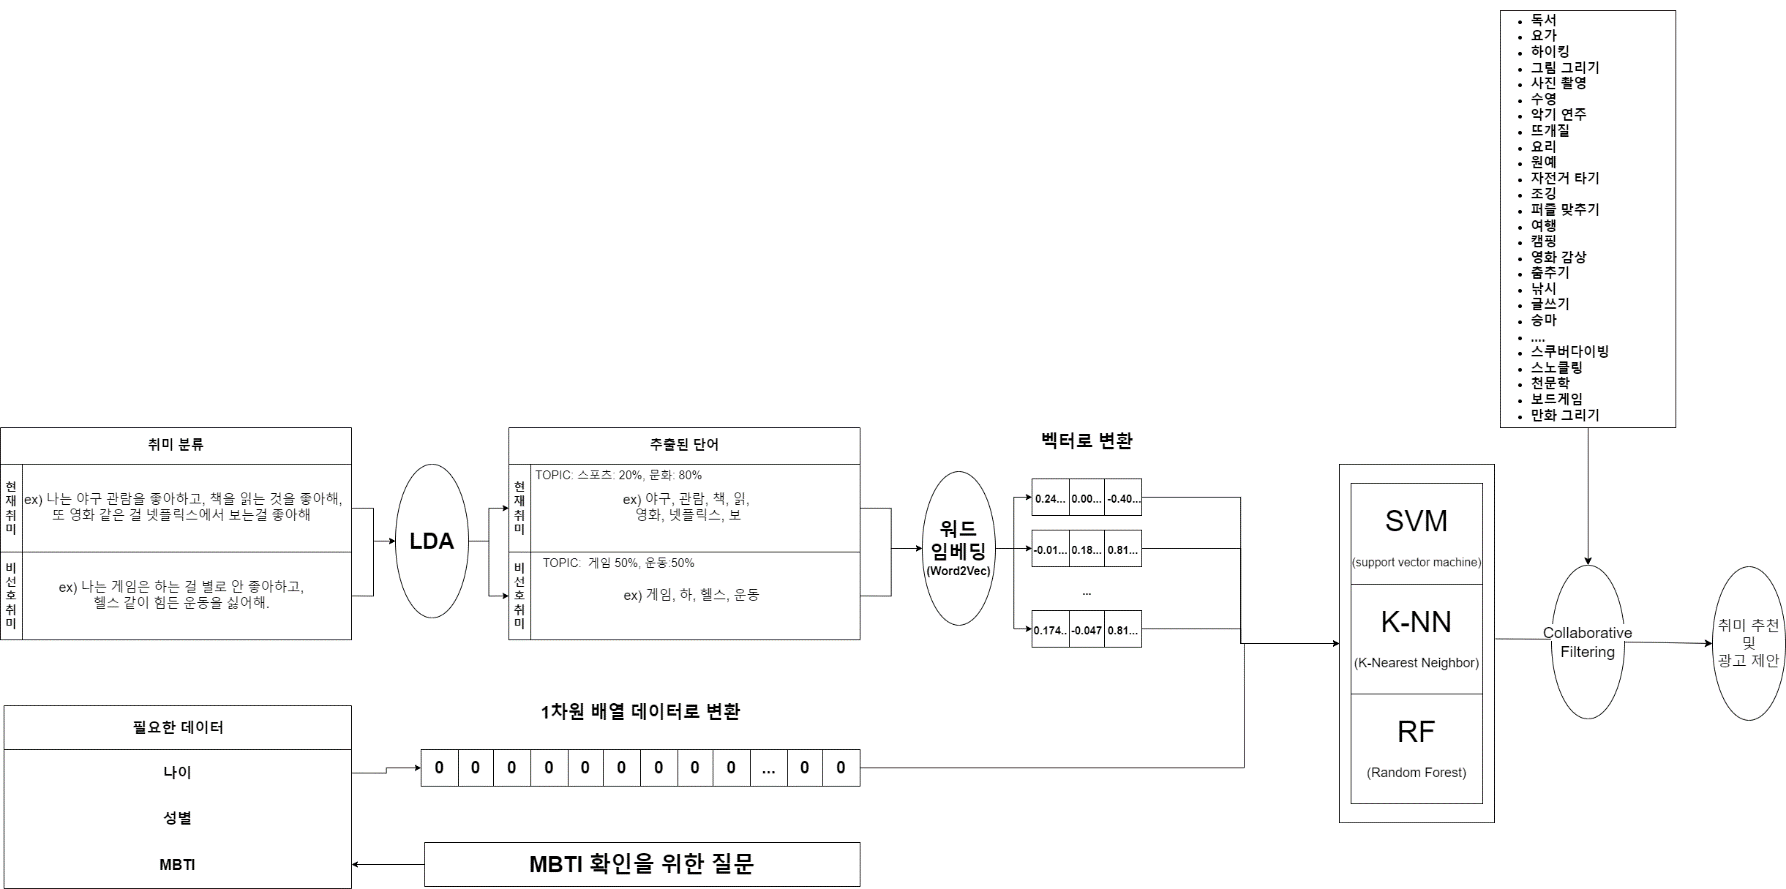 독서
요가
하이킹
그림 그리기
사진 촬영
수영
악기 연주
뜨개질
요리
원예
자전거 타기
조깅
퍼즐 맞추기
여행
캠핑
영화 감상
춤추기
낚시
글쓰기
승마
....
스쿠버다이빙
스노클링
천문학
보드게임
만화 그리기
취미 분류
현재취미
ex) 나는 야구 관람을 좋아하고, 책을 읽는 것을 좋아해,
또 영화 같은 걸 넷플릭스에서 보는걸 좋아해
비선호취미
ex) 나는 게임은 하는 걸 별로 안 좋아하고,
헬스 같이 힘든 운동을 싫어해.
LDA
추출된 단어
현재취미
TOPIC: 스포츠: 20%, 문화: 80%
ex) 야구, 관람, 책, 읽,
영화, 넷플릭스, 보
비선호취미
TOPIC: 게임 50%, 운동:50%
ex) 게임, 하, 헬스, 운동
워드
임베딩
(Word2Vec)
벡터로 변환
0.24... 0.00... -0.40...
-0.01... 0.18... 0.81...
...
0.174.. -0.047 0.81...
SVM
(support vector machine)
K-NN
(K-Nearest Neighbor)
RF
(Random Forest)
Collaborative
Filtering
취미 추천
및
광고 제안
필요한 데이터
나이
성별
MBTI
1차원 배열 데이터로 변환
0 0 0 0 0 0 0 0 0 ... 0 0
MBTI 확인을 위한 질문